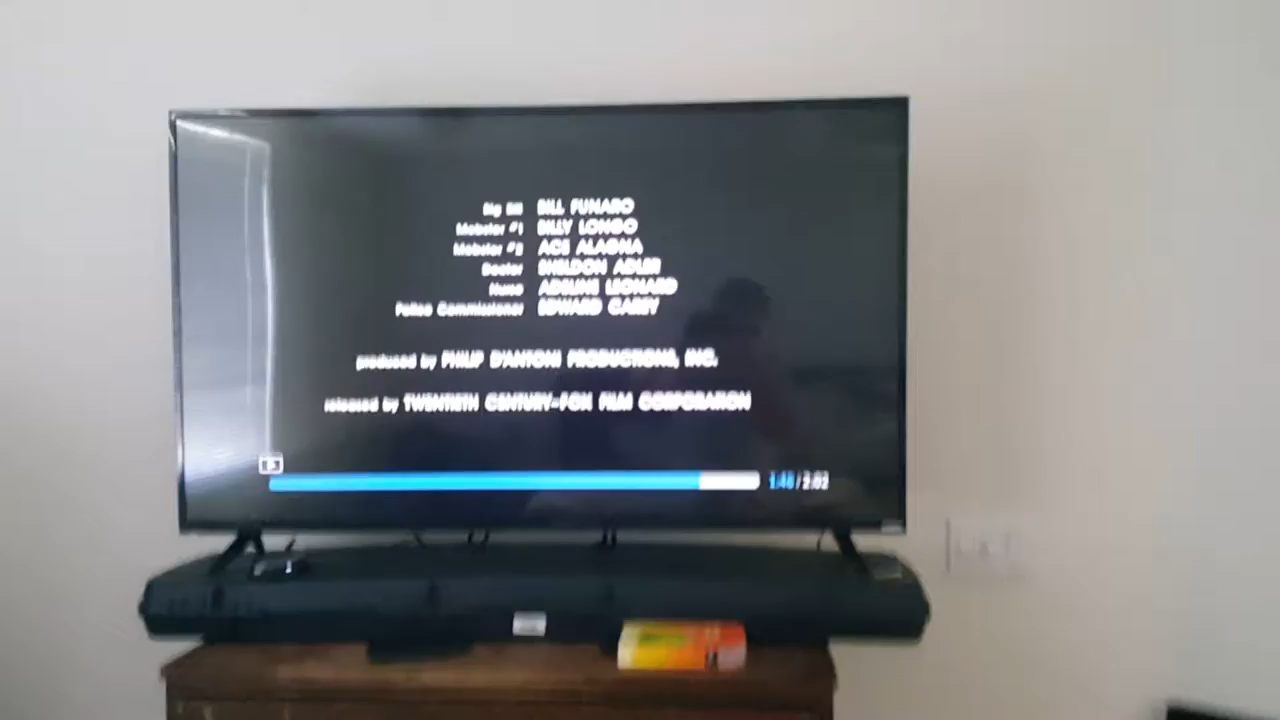 Big Bill BILL FUNARO
Mobster #1 BILLY LONGO
Mobster #2 ACE ALAGNA
Doctor SHELDON ADLER
Nurse ADELINE LEONARD
Police Commissioner EDWARD CAREY
produced by PHILIP D'ANTONI PRODUCTIONS, INC.
released by TWENTIETH CENTURY-FOX FILM CORPORATION
1:46/2:02